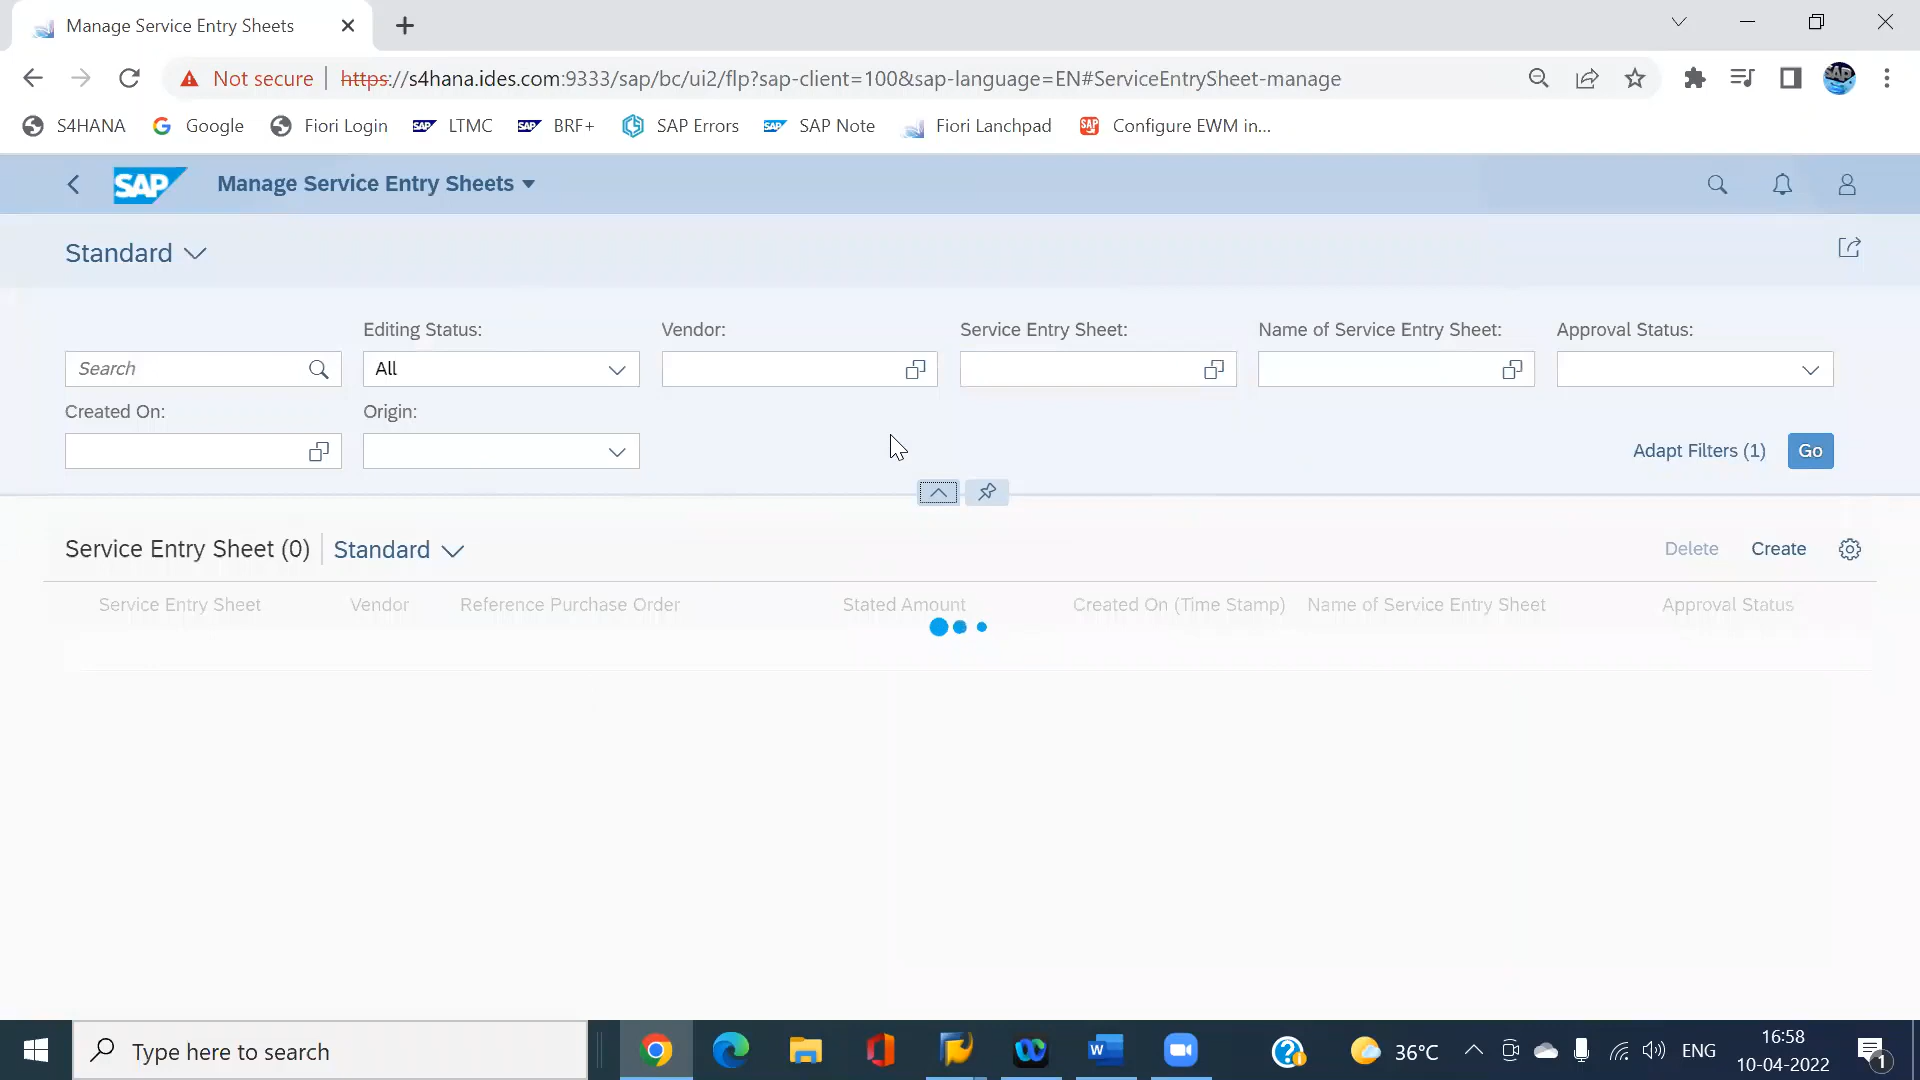 Manage Service Entry Sheets
Not secure | https://s4hana.ides.com:9333/sap/bc/ui2/flp?sap-client=100&sap-language=EN#ServiceEntrySheet-manage
S4HANA Google Fiori Login LTMC BRF+ SAP Errors SAP Note Fiori Lanchpad Configure EWM in...
SAP Manage Service Entry Sheets
Standard
Editing Status: Vendor: Service Entry Sheet: Name of Service Entry Sheet: Approval Status:
Search All
Created On: Origin:
Adapt Filters (1) Go
Service Entry Sheet (0) Standard Delete Create
Service Entry Sheet Vendor Reference Purchase Order Stated Amount Created On (Time Stamp) Name of Service Entry Sheet Approval Status
Type here to search 36°C ENG 16:58
10-04-2022 1